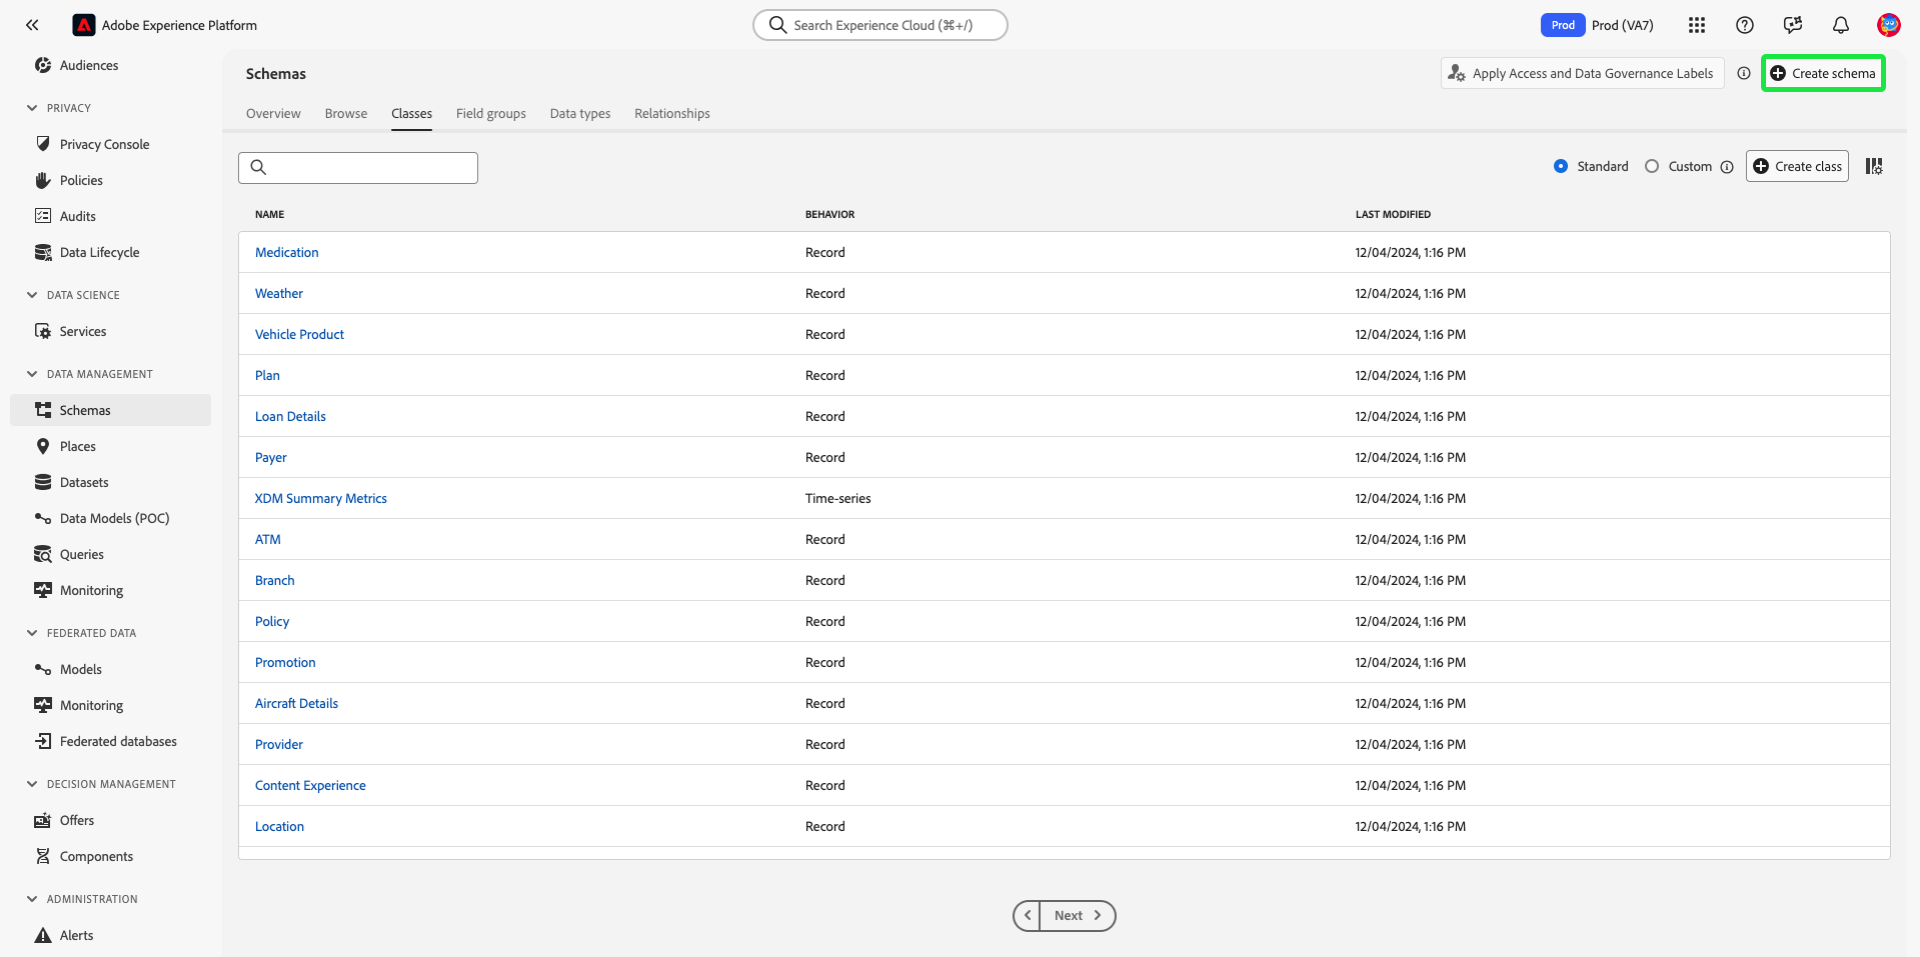 Adobe Experience Platform
Search Experience Cloud (⌘+/)
Prod Prod (VA7)
Audiences
PRIVACY
Privacy Console
Policies
Audits
Data Lifecycle
DATA SCIENCE
Services
DATA MANAGEMENT
Schemas
Places
Datasets
Data Models (POC)
Queries
Monitoring
FEDERATED DATA
Models
Monitoring
Federated databases
DECISION MANAGEMENT
Offers
Components
ADMINISTRATION
Alerts
Schemas
Apply Access and Data Governance Labels
Create schema
Overview Browse Classes Field groups Data types Relationships
Standard Custom Create class
NAME BEHAVIOR LAST MODIFIED
Medication Record 12/04/2024, 1:16 PM
Weather Record 12/04/2024, 1:16 PM
Vehicle Product Record 12/04/2024, 1:16 PM
Plan Record 12/04/2024, 1:16 PM
Loan Details Record 12/04/2024, 1:16 PM
Payer Record 12/04/2024, 1:16 PM
XDM Summary Metrics Time-series 12/04/2024, 1:16 PM
ATM Record 12/04/2024, 1:16 PM
Branch Record 12/04/2024, 1:16 PM
Policy Record 12/04/2024, 1:16 PM
Promotion Record 12/04/2024, 1:16 PM
Aircraft Details Record 12/04/2024, 1:16 PM
Provider Record 12/04/2024, 1:16 PM
Content Experience Record 12/04/2024, 1:16 PM
Location Record 12/04/2024, 1:16 PM
Next